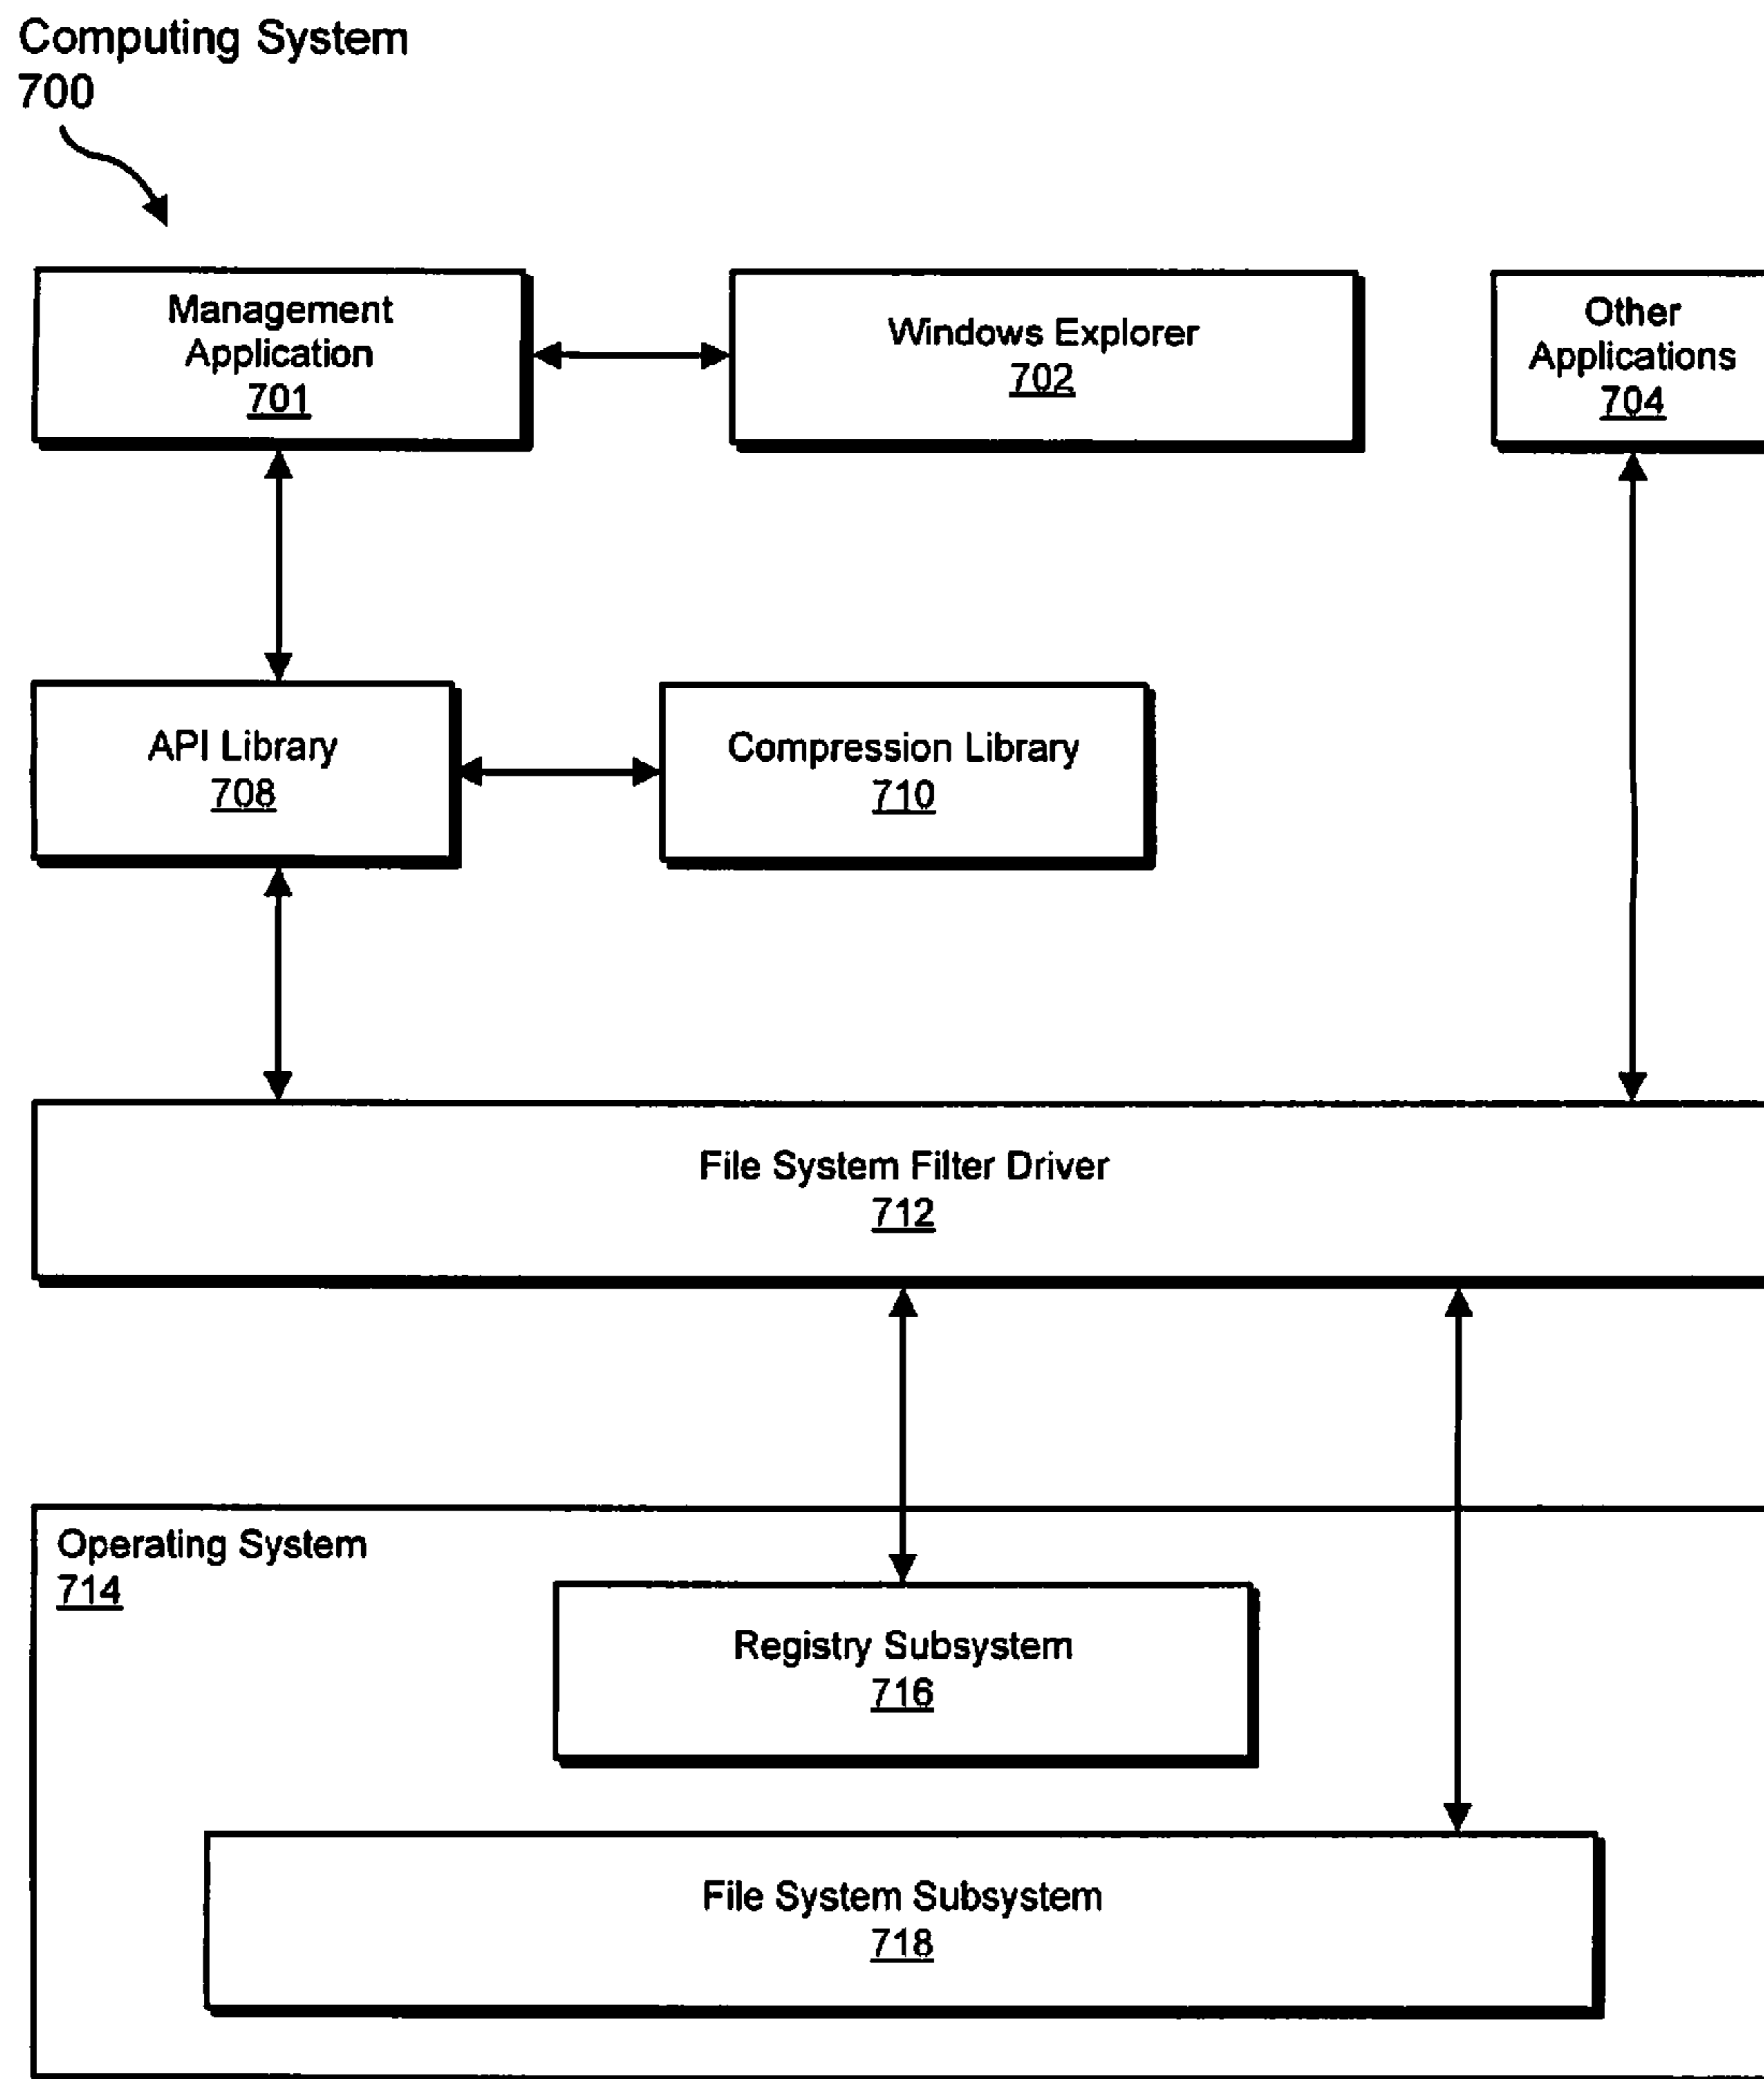 Computing System
700
Management
Application
701
Windows Explorer
702
Other
Applications
704
API Library
708
Compression Library
710
File System Filter Driver
712
Operating System
714
Registry Subsystem
716
File System Subsystem
718